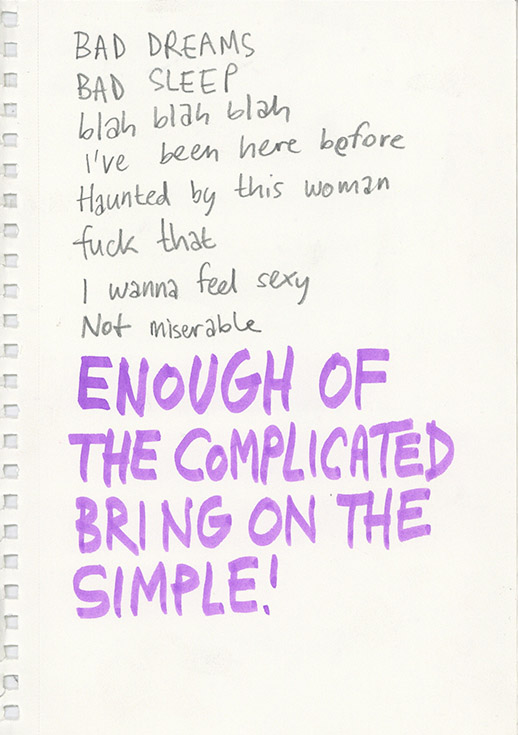 BAD DREAMS
BAD SLEEP
blah blah blah
I've been here before
Haunted by this woman
fuck that
I wanna feel sexy
Not miserable
ENOUGH OF
THE COMPLICATED
BRING ON THE
SIMPLE!